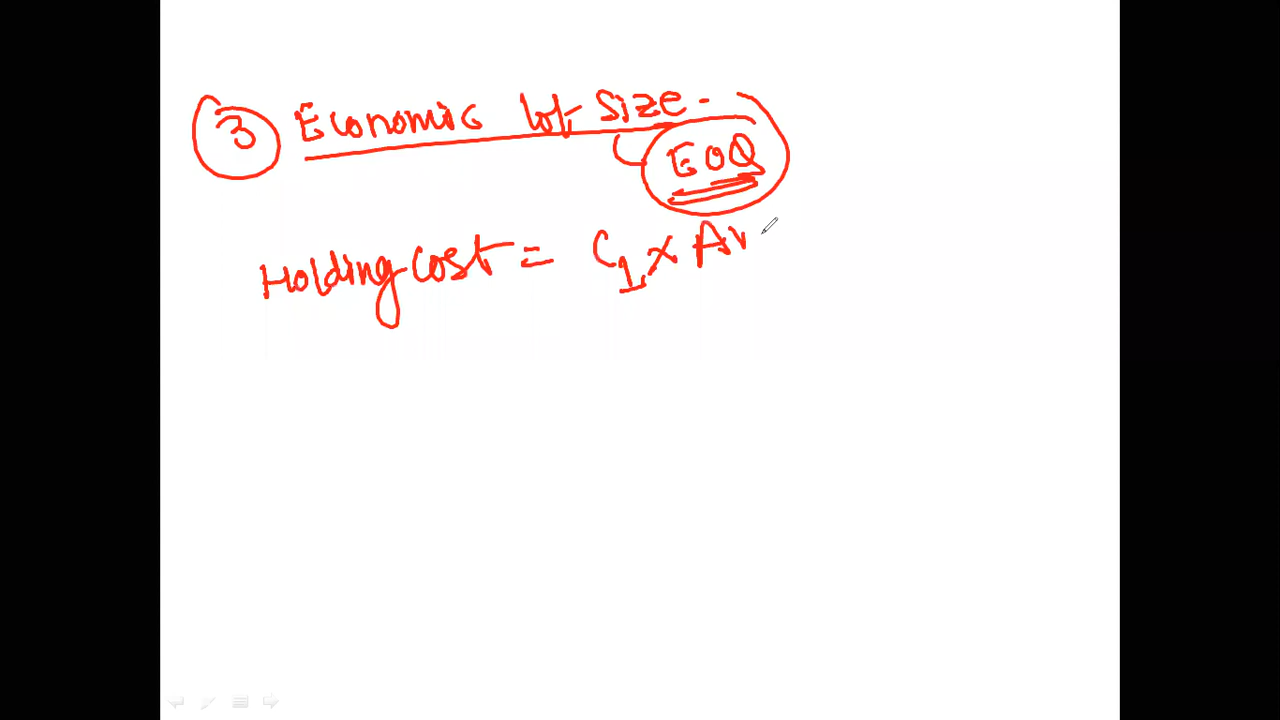 3 Economic lot size.
EOQ
Holding cost = C1 × Av